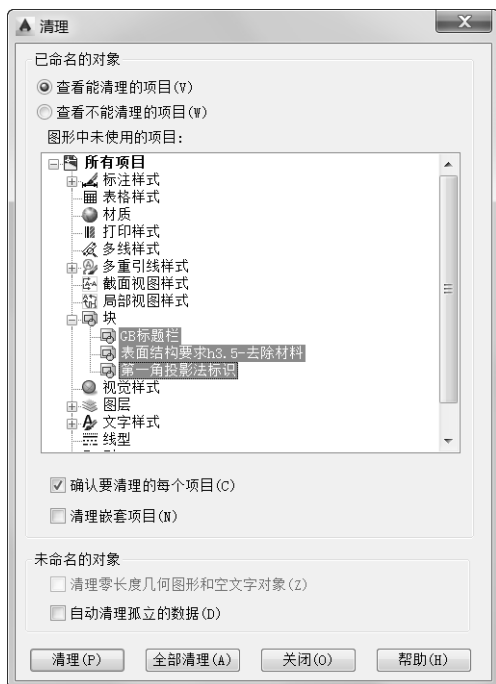 清理
已命名的对象
查看能清理的项目(V)
查看不能清理的项目(W)
图形中未使用的项目:
所有项目
标注样式
表格样式
材质
打印样式
多线样式
多重引线样式
截面视图样式
局部视图样式
块
GB标题栏
表面结构要求h3.5-去除材料
第一角投影法标识
视觉样式
图层
文字样式
线型
确认要清理的每个项目(C)
清理嵌套项目(N)
未命名的对象
清理零长度几何图形和空文字对象(Z)
自动清理孤立的数据(D)
清理(P) 全部清理(A) 关闭(O) 帮助(H)